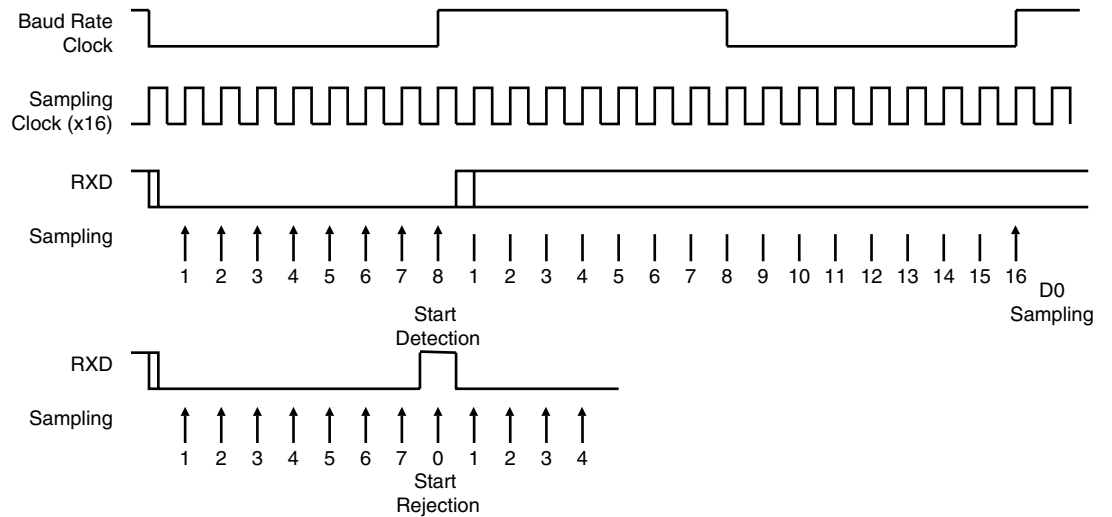 Baud Rate
Clock
Sampling
Clock (x16)
RXD
Sampling
1 2 3 4 5 6 7 8 1 2 3 4 5 6 7 8 9 10 11 12 13 14 15 16
D0
Sampling
Start
Detection
RXD
Sampling
1 2 3 4 5 6 7 0 1 2 3 4
Start
Rejection